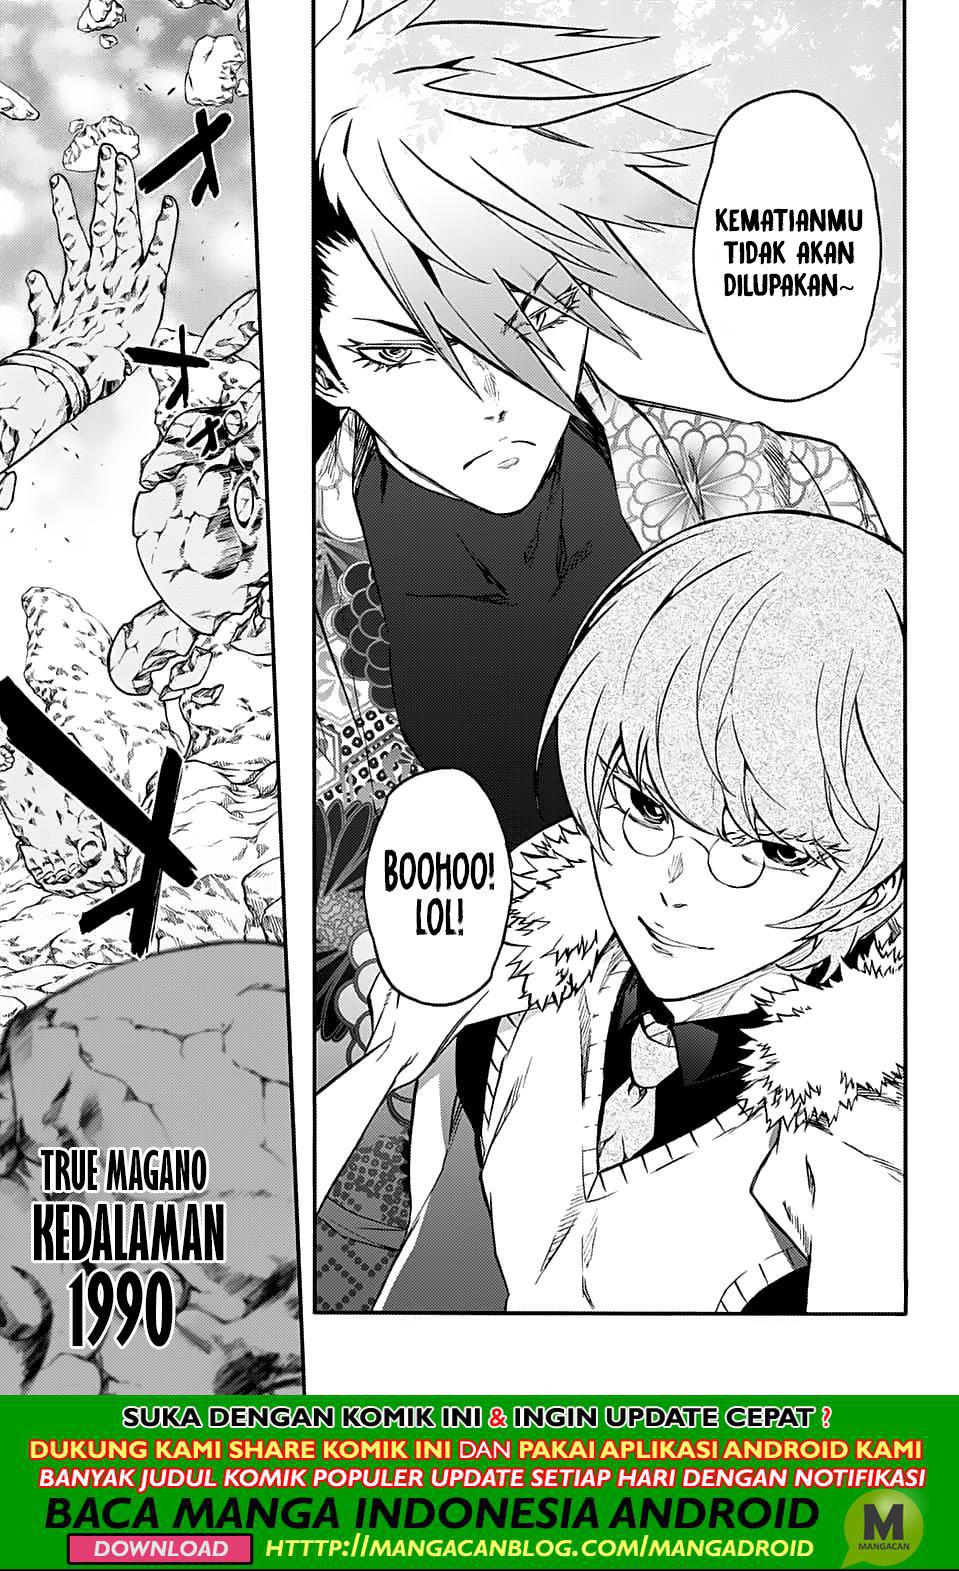 KEMATIANMU
TIDAK AKAN
DILUPAKAN~
BOOHOO!
LOL!
TRUE MAGANO
KEDALAMAN
1990
SUKA DENGAN KOMIK INI & INGIN UPDATE CEPAT ?
DUKUNG KAMI SHARE KOMIK INI DAN PAKAI APLIKASI ANDROID KAMI
BANYAK JUDUL KOMIK POPULER UPDATE SETIAP HARI DENGAN NOTIFIKASI
BACA MANGA INDONESIA ANDROID
DOWNLOAD HTTTP://MANGACANBLOG.COM/MANGADROID
M
MANGACAN